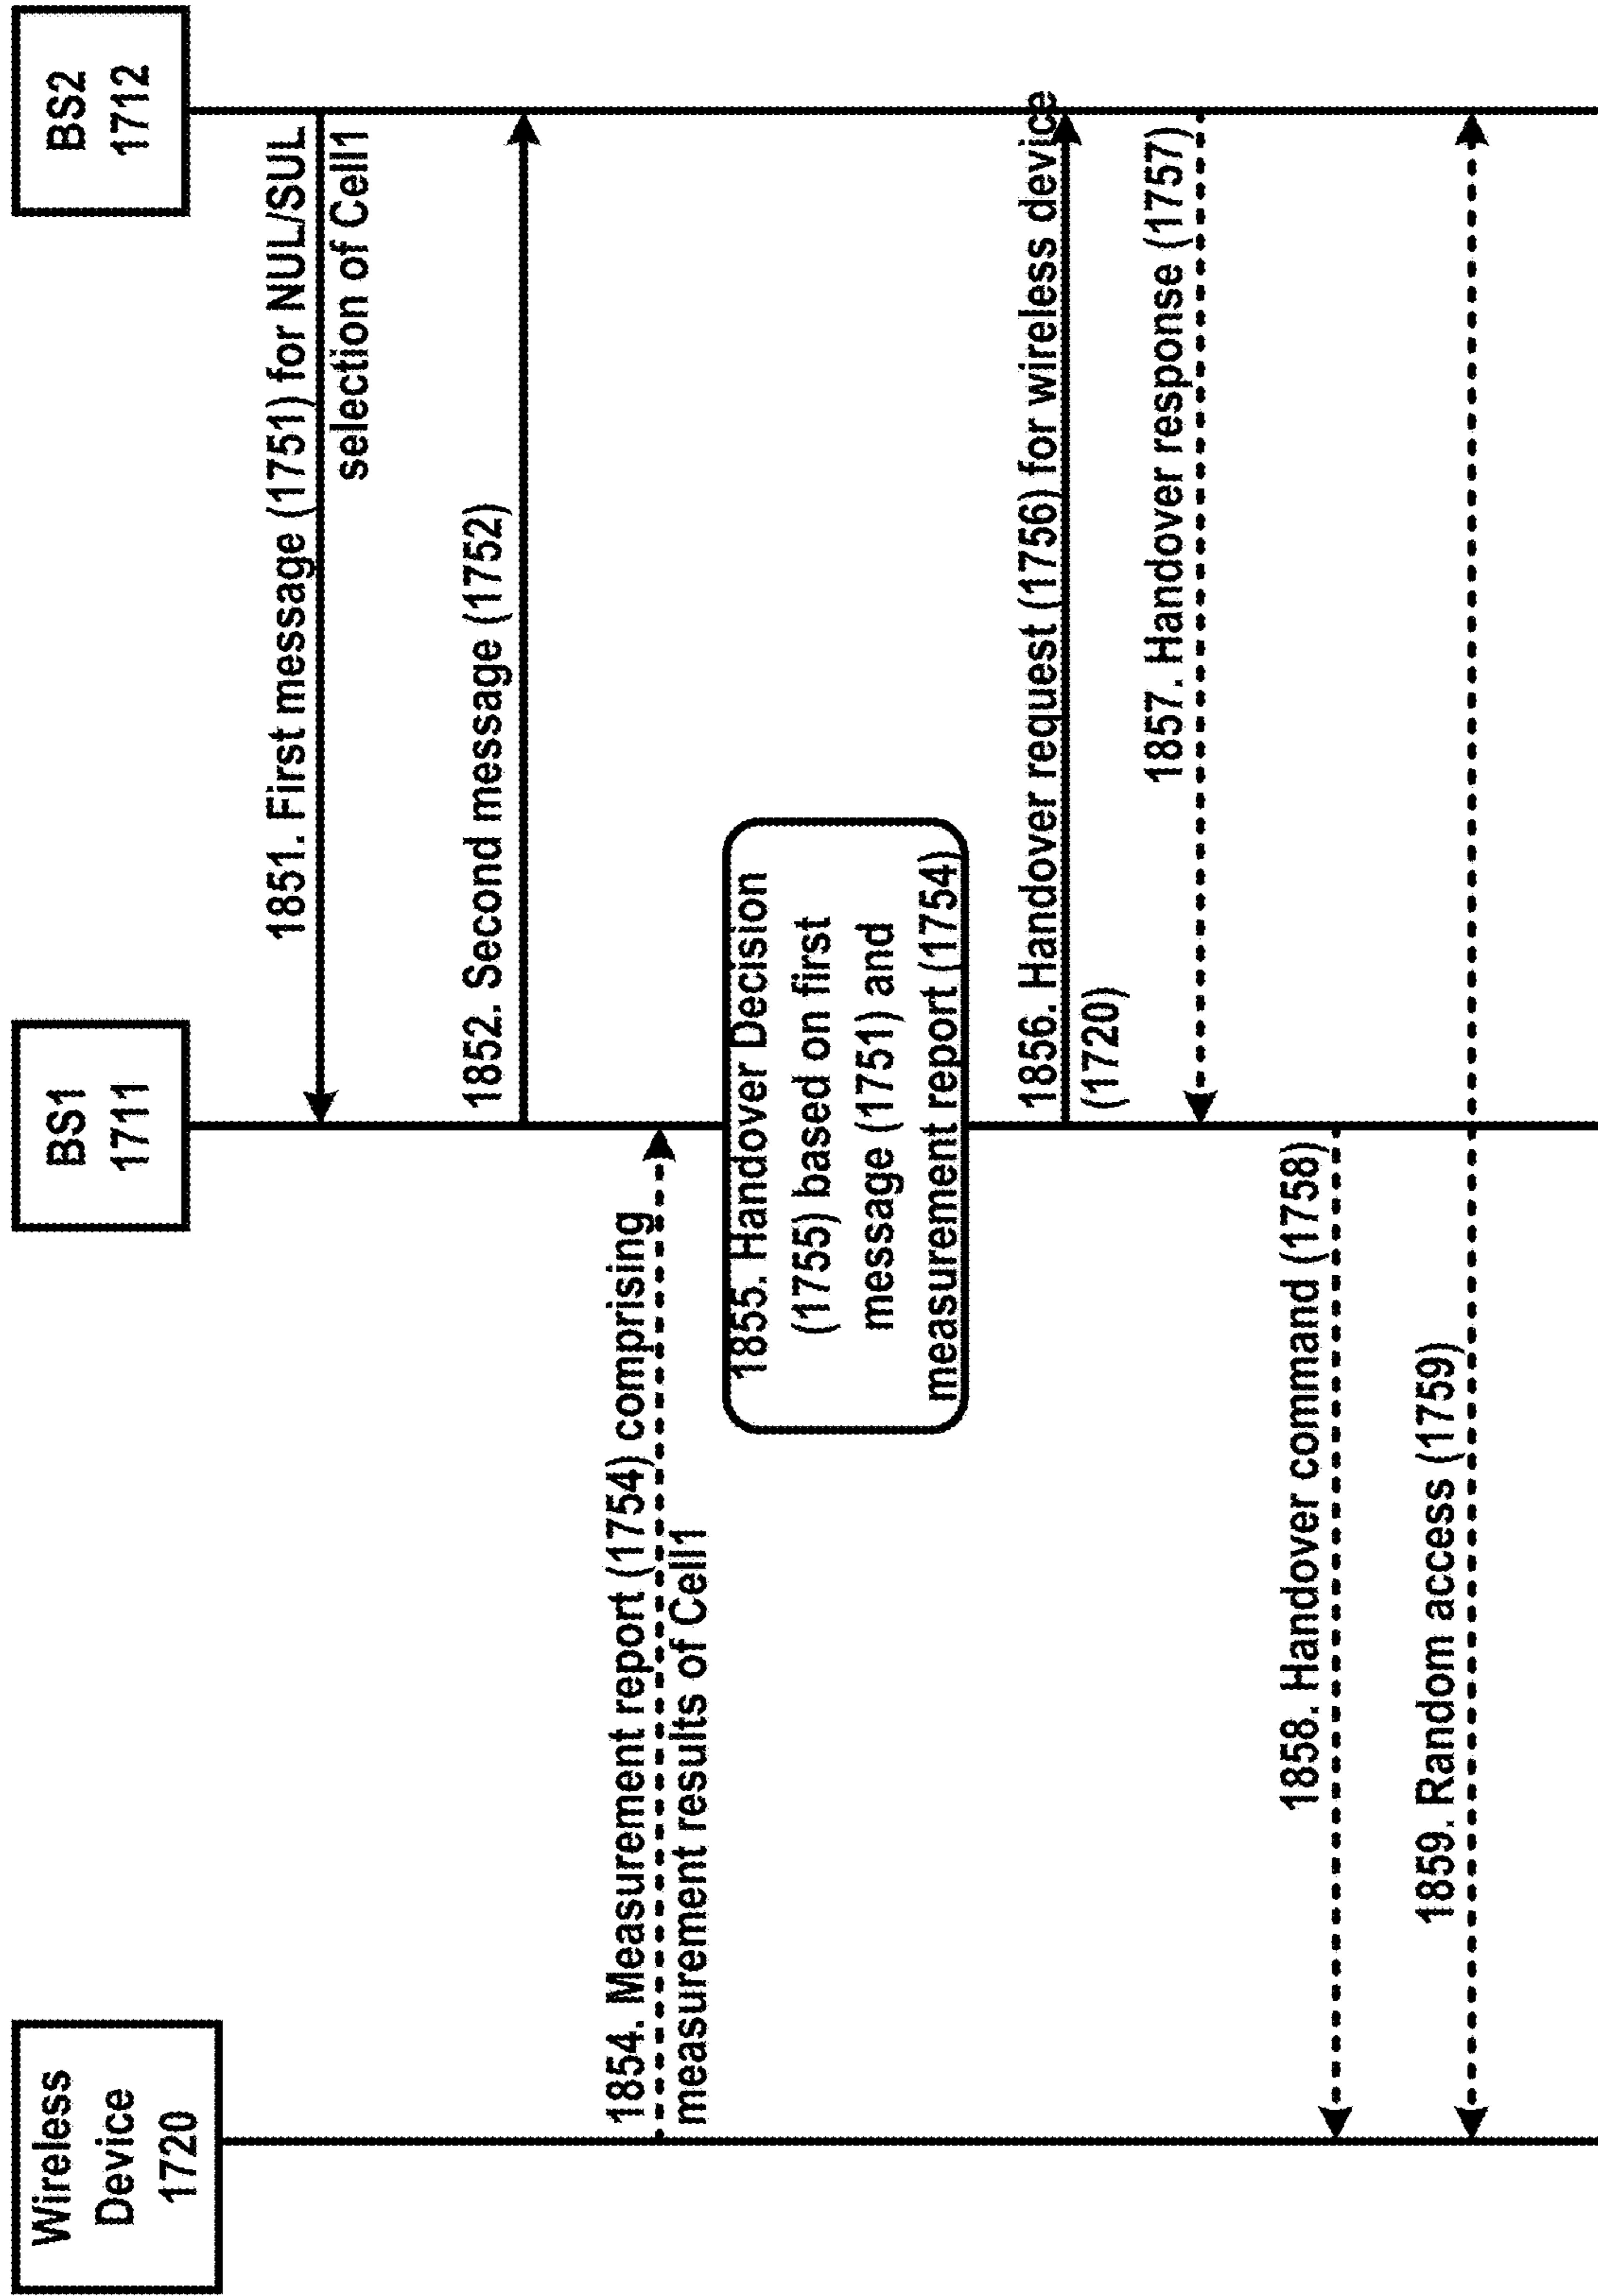 Wireless
Device
1720
BS1
1711
BS2
1712
1851. First message (1751) for NUL/SUL
selection of Cell1
1852. Second message (1752)
1854. Measurement report (1754) comprising
measurement results of Cell1
1855. Handover Decision
(1755) based on first
message (1751) and
measurement report (1754)
1856. Handover request (1756) for wireless device
(1720)
1857. Handover response (1757)
1858. Handover command (1758)
1859. Random access (1759)